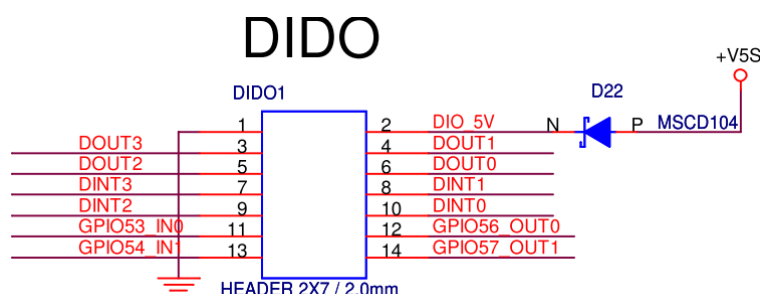 DIDO
+V5S
DIDO1
D22
1 2 DIO_5V N P MSCD104
DOUT3 3 4 DOUT1
DOUT2 5 6 DOUT0
DINT3 7 8 DINT1
DINT2 9 10 DINT0
GPIO53_IN0 11 12 GPIO56_OUT0
GPIO54_IN1 13 14 GPIO57_OUT1
HEADER 2X7 / 2.0mm